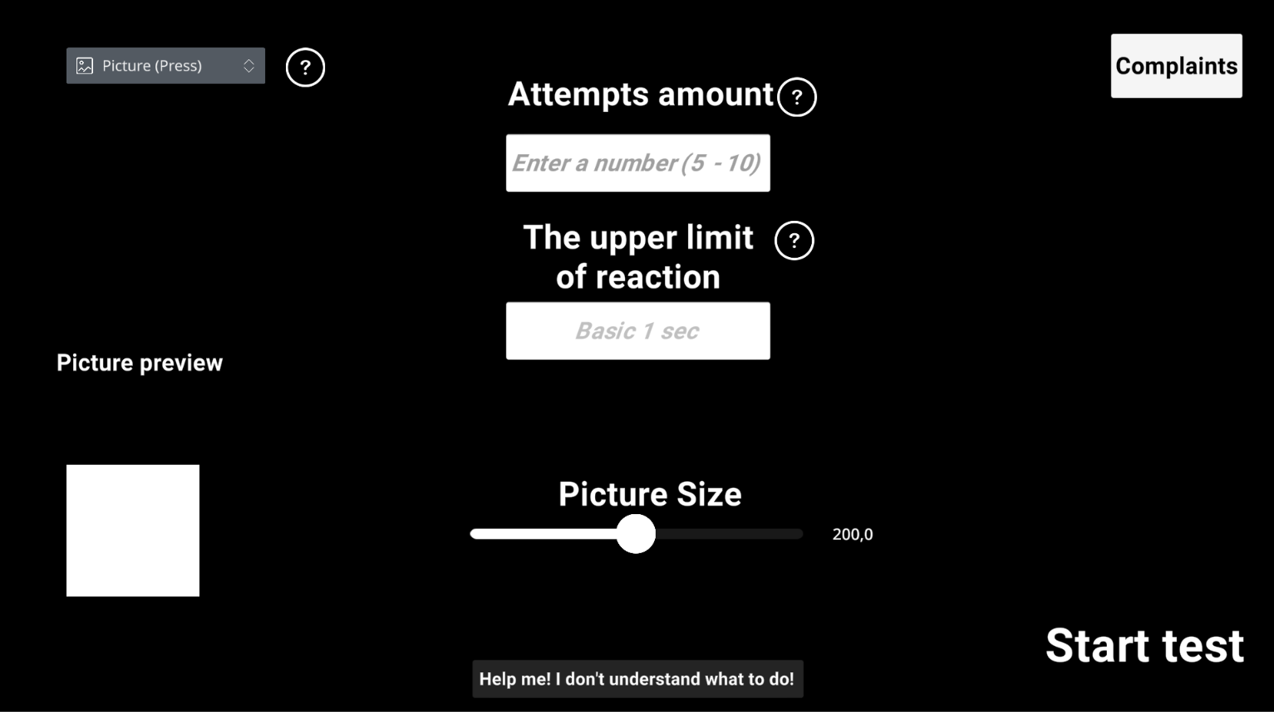 Picture (Press)
?
Complaints
Attempts amount
?
Enter a number (5 - 10)
The upper limit
of reaction
?
Basic 1 sec
Picture preview
Picture Size
200,0
Start test
Help me! I don't understand what to do!